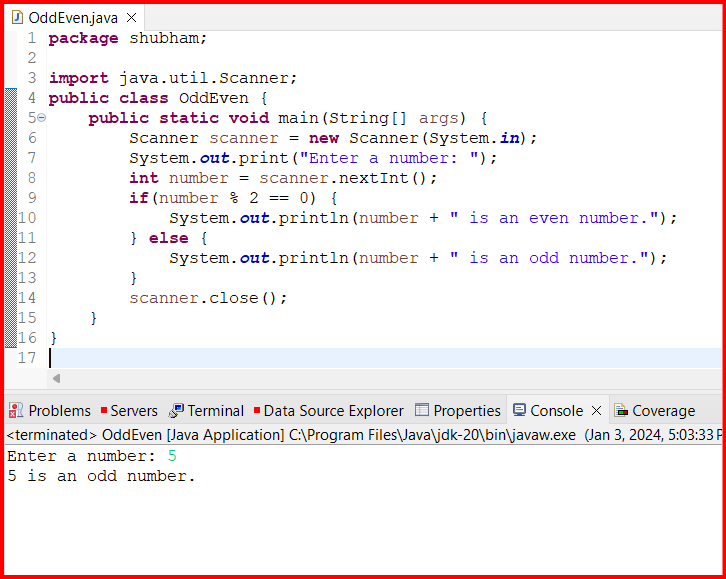 OddEven.java
1 package shubham;
2
3 import java.util.Scanner;
4 public class OddEven {
5     public static void main(String[] args) {
6         Scanner scanner = new Scanner(System.in);
7         System.out.print("Enter a number: ");
8         int number = scanner.nextInt();
9         if(number % 2 == 0) {
10             System.out.println(number + " is an even number.");
11         } else {
12             System.out.println(number + " is an odd number.");
13         }
14         scanner.close();
15     }
16 }
17
Problems Servers Terminal Data Source Explorer Properties Console Coverage
<terminated> OddEven [Java Application] C:\Program Files\Java\jdk-20\bin\javaw.exe (Jan 3, 2024, 5:03:33
Enter a number: 5
5 is an odd number.